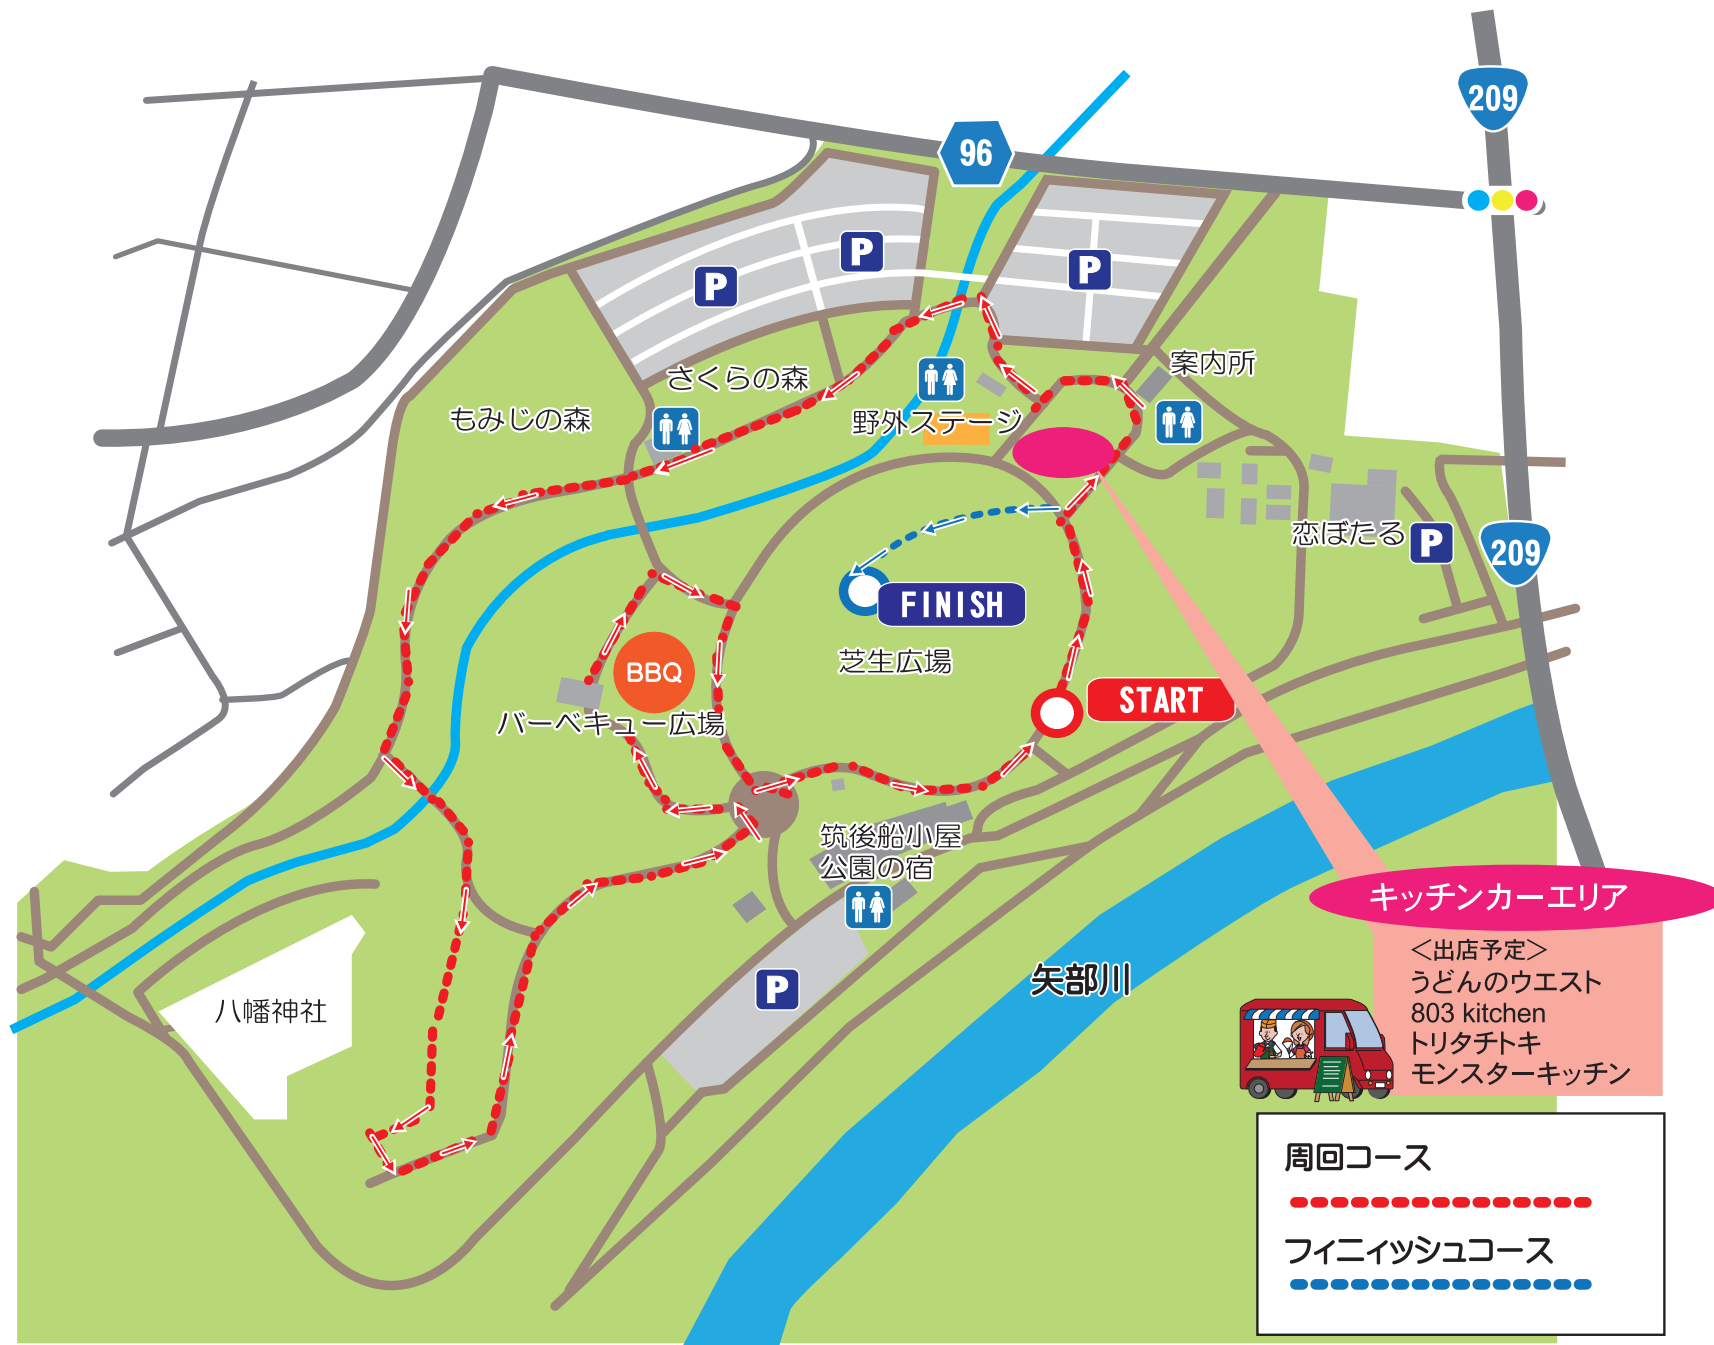 209
96
P
P
P
案内所
さくらの森
もみじの森
野外ステージ
恋ぼたる
P
209
FINISH
芝生広場
BBQ
START
バーベキュー広場
筑後船小屋
公園の宿
キッチンカーエリア
＜出店予定＞
うどんのウエスト
803 kitchen
トリタチトキ
モンスターキッチン
矢部川
P
八幡神社
周回コース
フィニィッシュコース